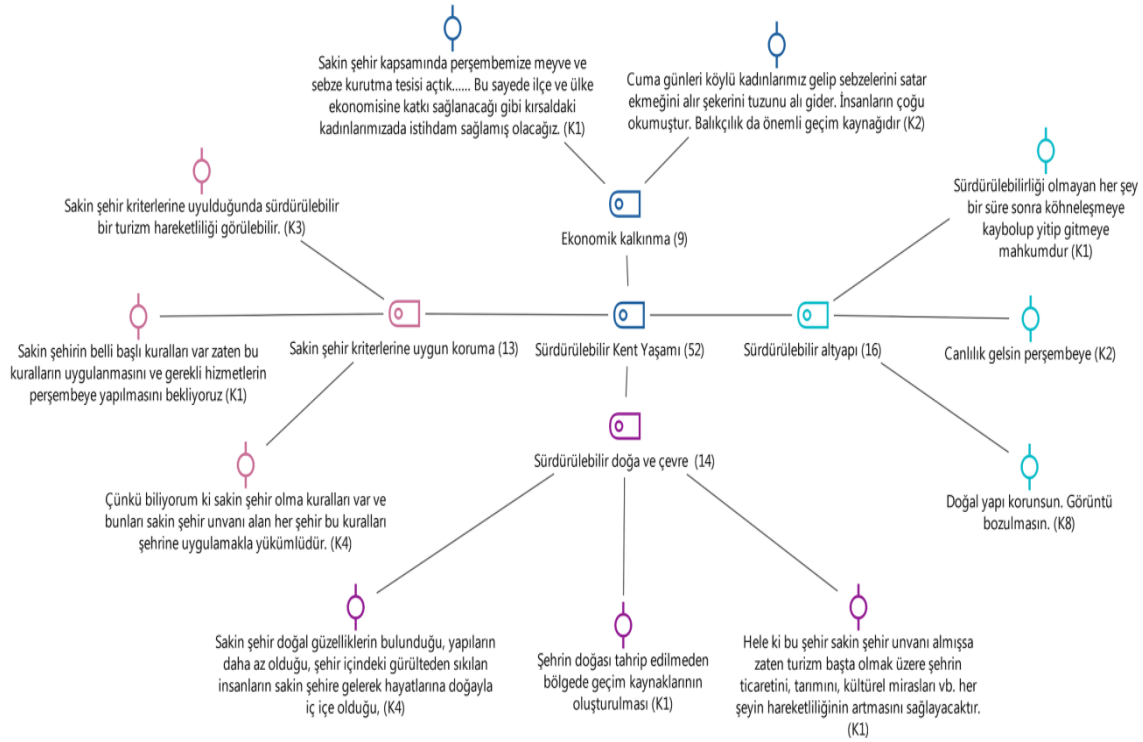 Sakin şehir kapsamında perşembemize meyve ve
sebze kurutma tesisi açtık...... Bu sayede ilçe ve ülke
ekonomisine katkı sağlanacağı gibi kırsaldaki
kadınlarımızada istihdam sağlamış olacağız. (K1)
Cuma günleri köylü kadınlarımız gelip sebzelerini satar
ekmeğini alır şekerini tuzunu alı gider. İnsanların çoğu
okumuştur. Balıkçılık da önemli geçim kaynağıdır (K2)
Sürdürülebilirliği olmayan her şey
bir süre sonra köhneleşmeye
kaybolup yitip gitmeye
mahkumdur (K1)
Sakin şehir kriterlerine uyulduğunda sürdürülebilir
bir turizm hareketliliği görülebilir. (K3)
Ekonomik kalkınma (9)
Sakin şehirin belli başlı kuralları var zaten bu
kuralların uygulanmasını ve gerekli hizmetlerin
perşembeye yapılmasını bekliyoruz (K1)
Sakin şehir kriterlerine uygun koruma (13)
Sürdürülebilir Kent Yaşamı (52)
Sürdürülebilir altyapı (16)
Canlılık gelsin perşembeye (K2)
Sürdürülebilir doğa ve çevre (14)
Çünkü biliyorum ki sakin şehir olma kuralları var ve
bunları sakin şehir unvanı alan her şehir bu kuralları
şehrine uygulamakla yükümlüdür. (K4)
Doğal yapı korunsun. Görüntü
bozulmasın. (K8)
Sakin şehir doğal güzelliklerin bulunduğu, yapıların
daha az olduğu, şehir içindeki gürülteden sıkılan
insanların sakin şehire gelerek hayatlarına doğayla
iç içe olduğu, (K4)
Şehrin doğası tahrip edilmeden
bölgede geçim kaynaklarının
oluşturulması (K1)
Hele ki bu şehir sakin şehir unvanı almışsa
zaten turizm başta olmak üzere şehrin
ticaretini, tarımını, kültürel mirasları vb. her
şeyin hareketliliğinin artmasını sağlayacaktır.
(K1)